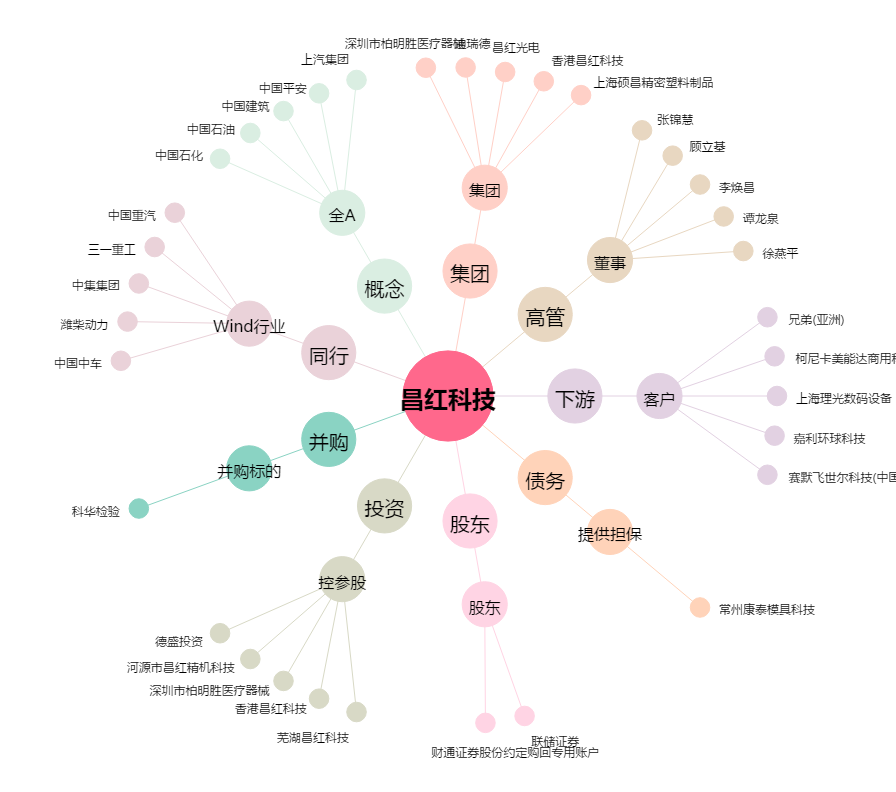 深圳市柏明胜医疗器械
迪瑞德
昌红光电
香港昌红科技
上海硕昌精密塑料制品
集团
集团
上汽集团
中国平安
中国建筑
中国石油
中国石化
全A
概念
张锦慧
顾立基
李焕昌
谭龙泉
徐燕平
董事
高管
中国重汽
三一重工
中集集团
潍柴动力
中国中车
Wind行业
同行
昌红科技
下游
客户
兄弟(亚洲)
柯尼卡美能达商用
上海理光数码设备
嘉利环球科技
赛默飞世尔科技(中国
并购
并购标的
科华检验
债务
提供担保
常州康泰模具科技
投资
控参股
德盛投资
河源市昌红精机科技
深圳市柏明胜医疗器械
香港昌红科技
芜湖昌红科技
股东
股东
联储证券
财通证券股份约定购回专用账户